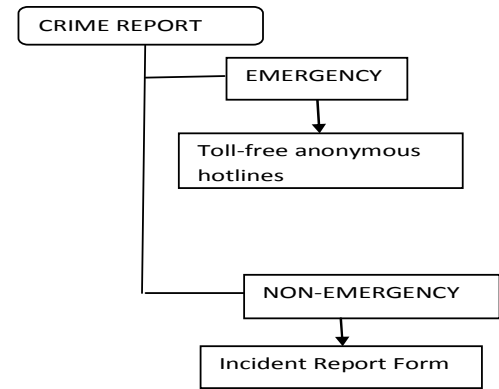 CRIME REPORT
EMERGENCY
Toll-free anonymous
hotlines
NON-EMERGENCY
Incident Report Form